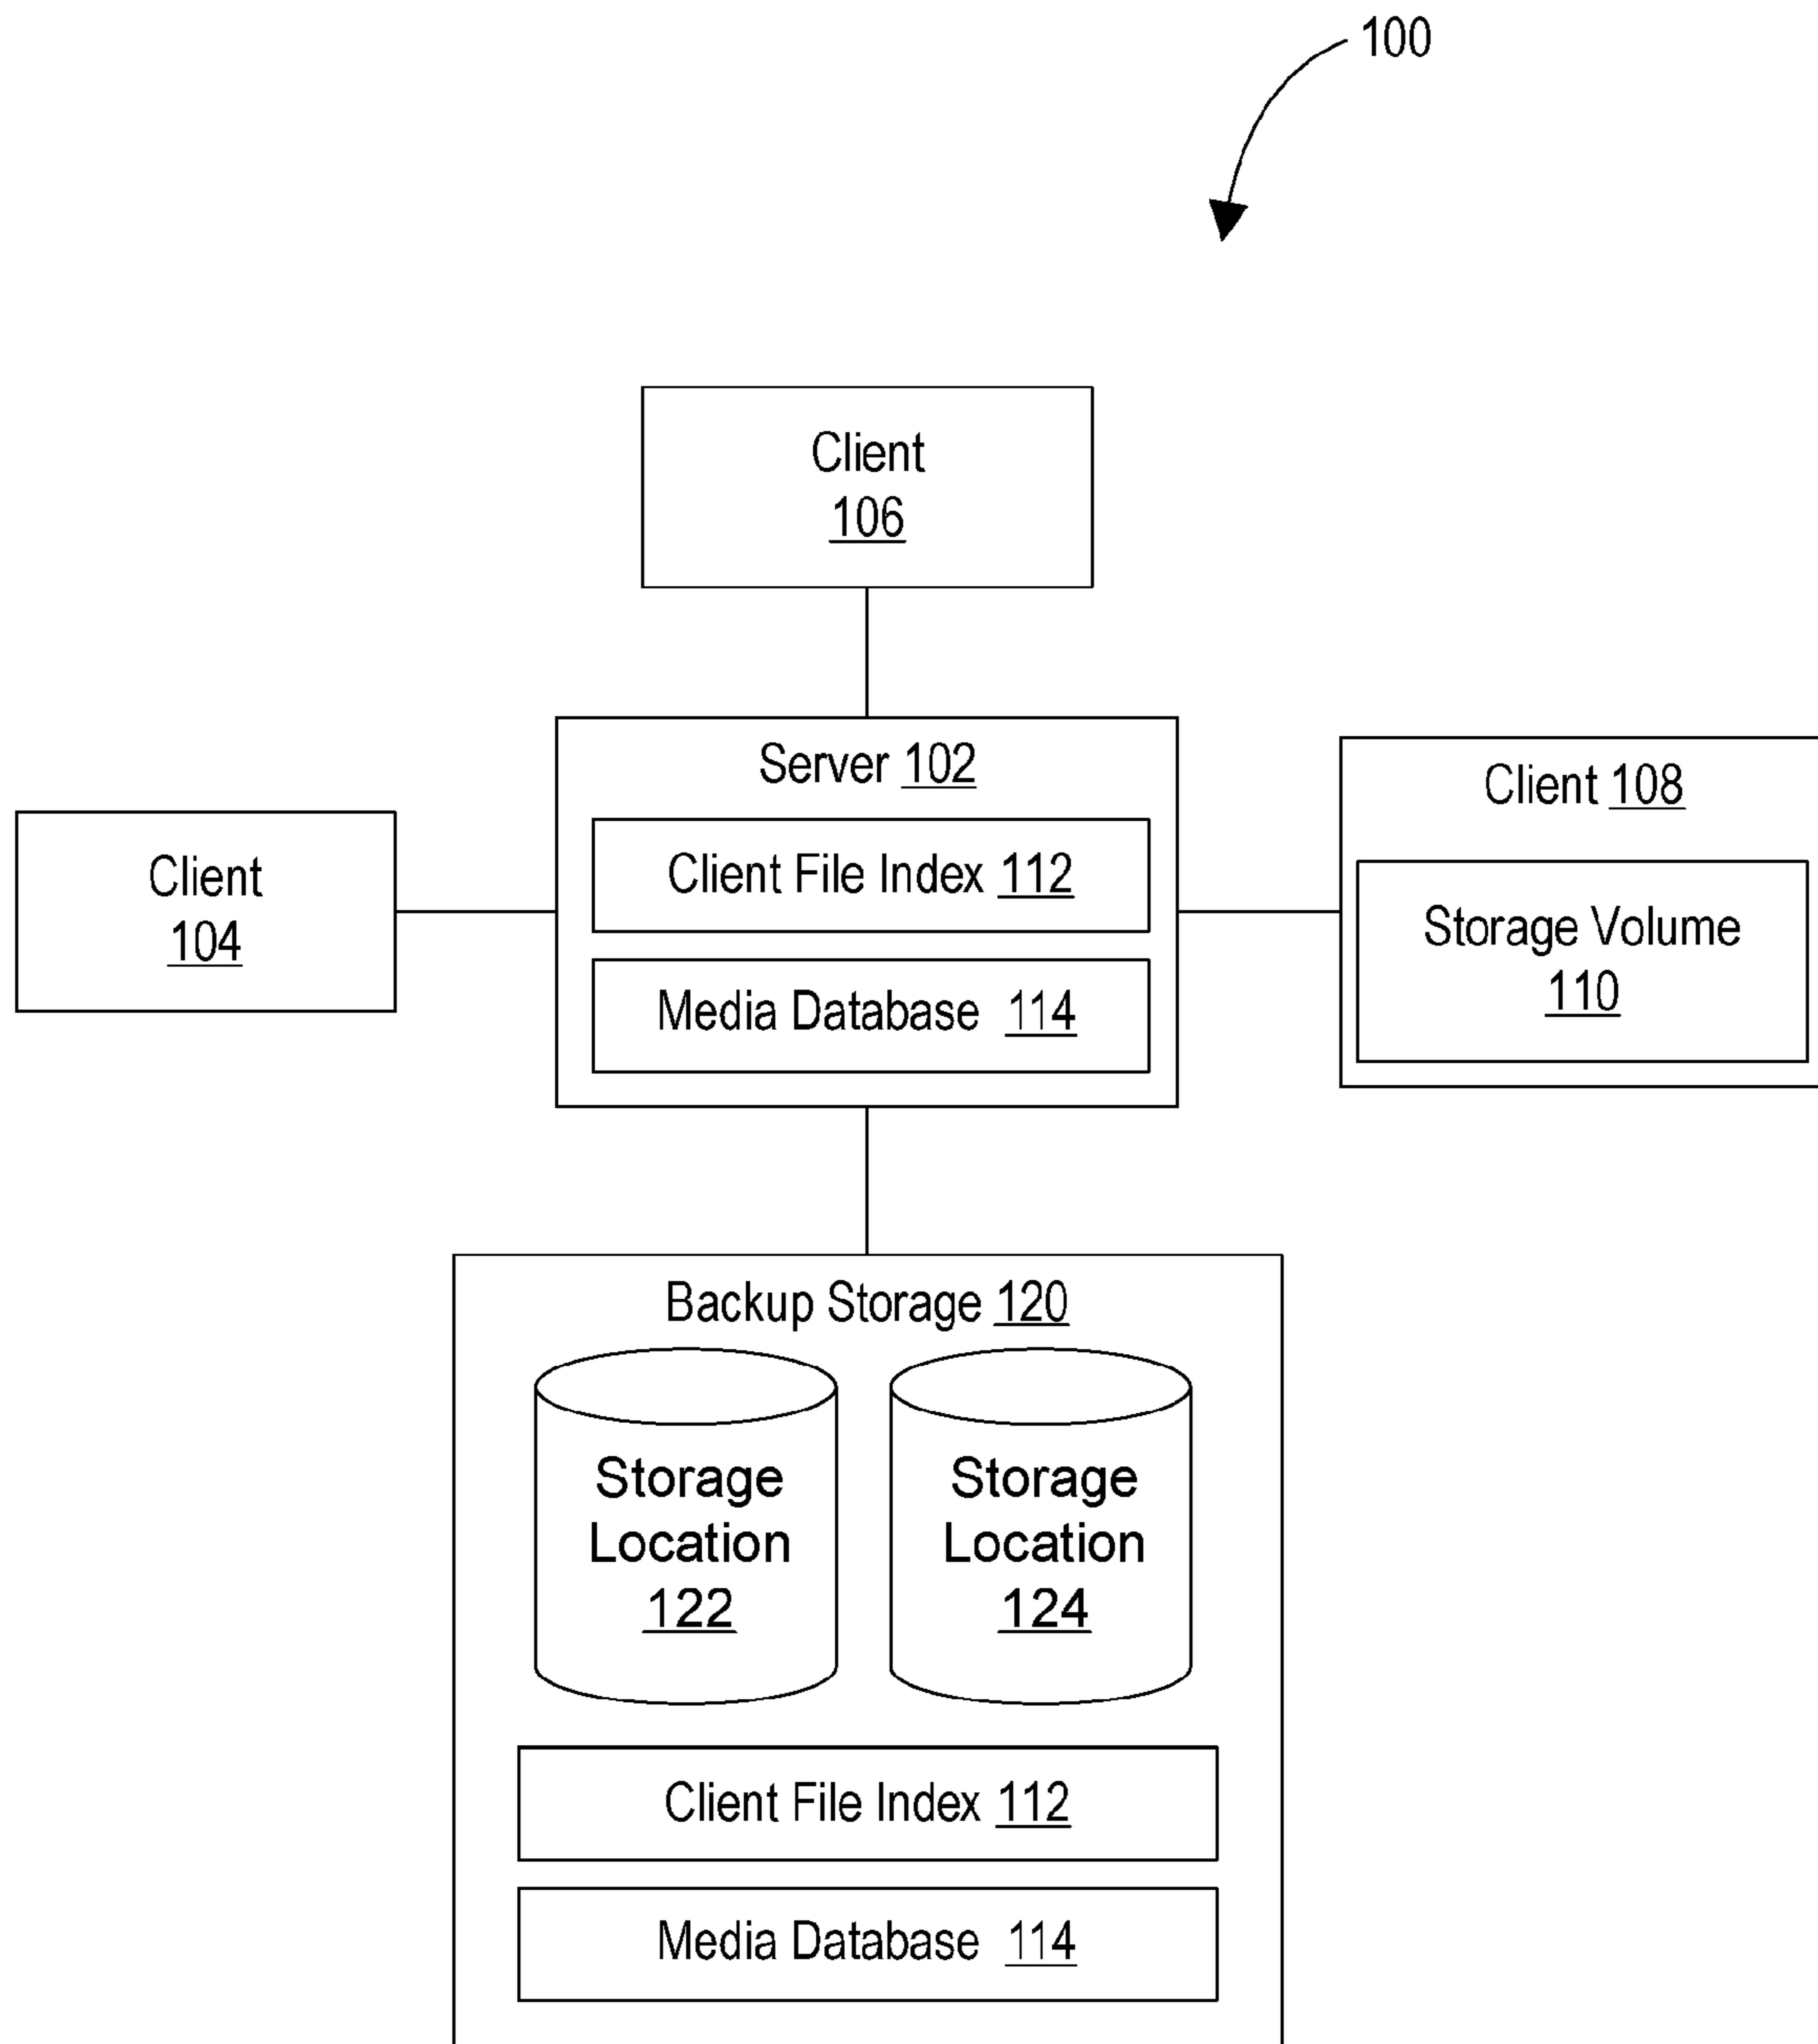 100
Client
106
Server 102
Client File Index 112
Media Database 114
Client
104
Client 108
Storage Volume
110
Backup Storage 120
Storage
Location
122
Storage
Location
124
Client File Index 112
Media Database 114